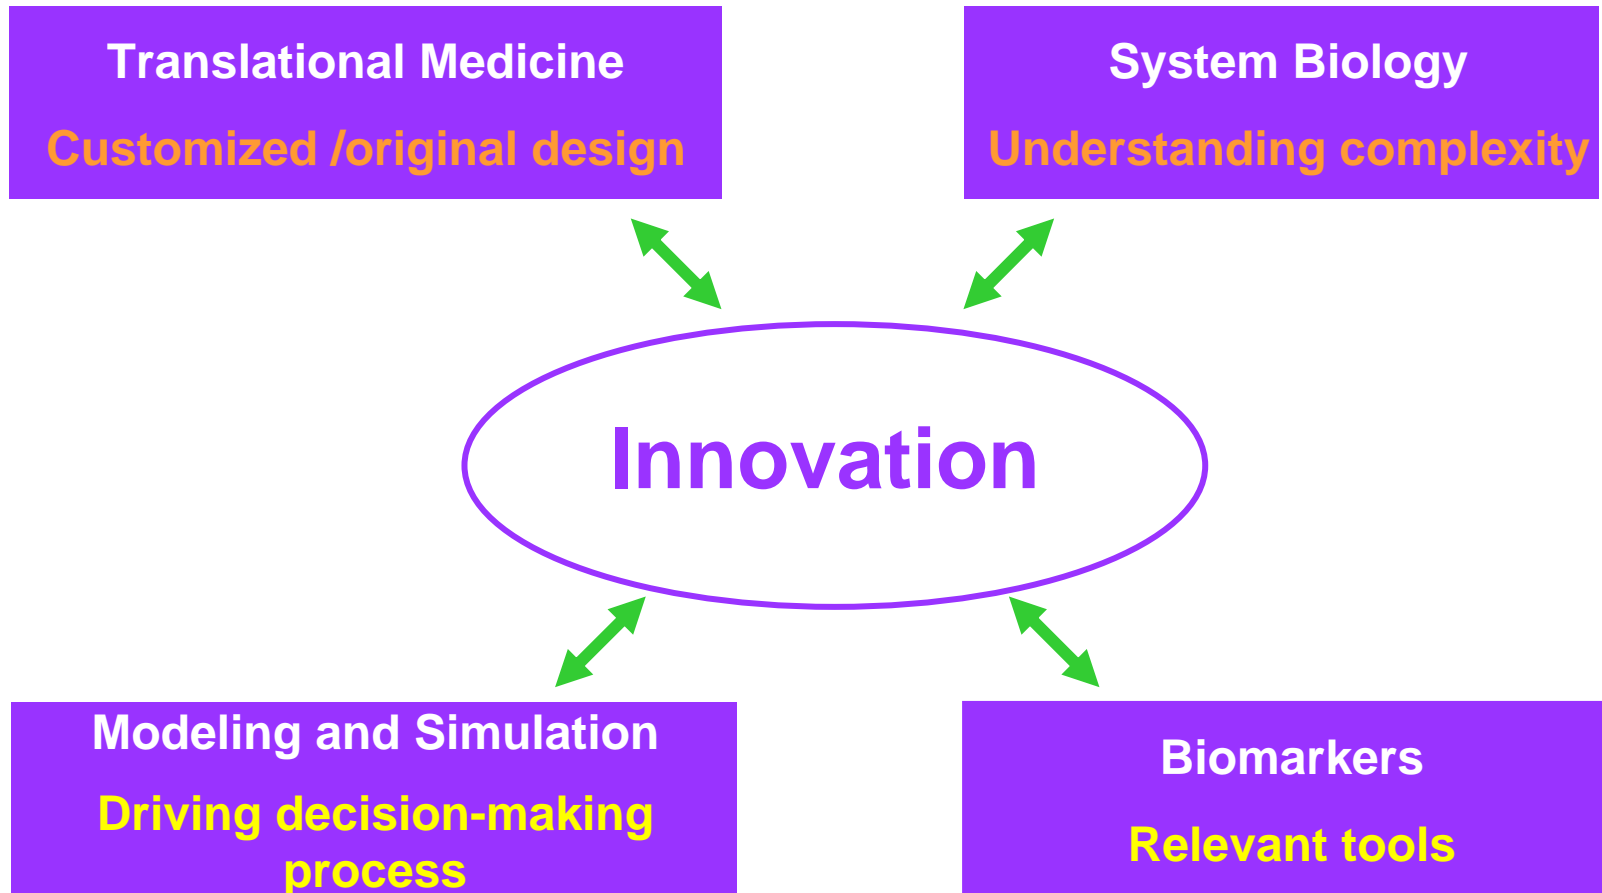 Translational Medicine
Customized /original design
System Biology
Understanding complexity
Innovation
Modeling and Simulation
Driving decision-making
process
Biomarkers
Relevant tools